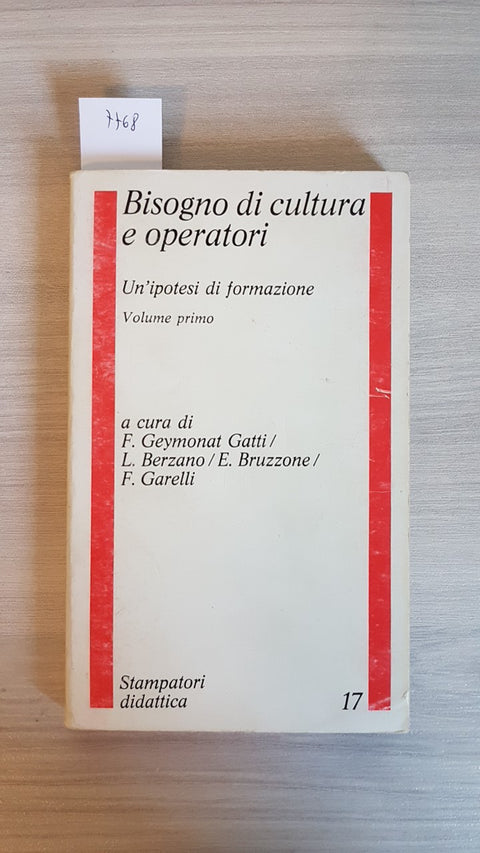 7768
Bisogno di cultura
e operatori
Un'ipotesi di formazione
Volume primo
a cura di
F. Geymonat Gatti/
L. Berzano/E. Bruzzone/
F. Garelli
Stampatori
didattica
17